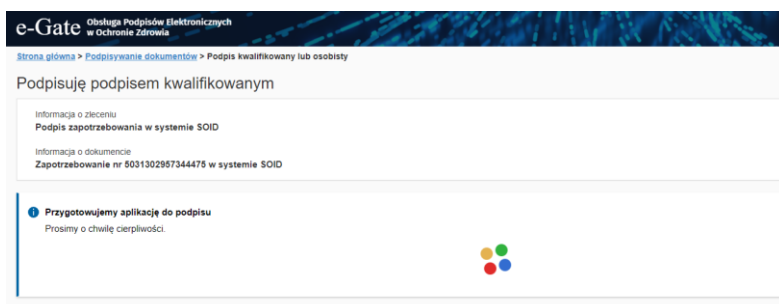 e-Gate Obsługa Podpisów Elektronicznych
w Ochronie Zdrowia
Strona główna > Podpisywanie dokumentów > Podpis kwalifikowany lub osobisty
Podpisuję podpisem kwalifikowanym
Informacja o zleceniu
Podpis zapotrzebowania w systemie SOID
Informacja o dokumencie
Zapotrzebowanie nr 5031302957344475 w systemie SOID
Przygotowujemy aplikację do podpisu
Prosimy o chwilę cierpliwości.